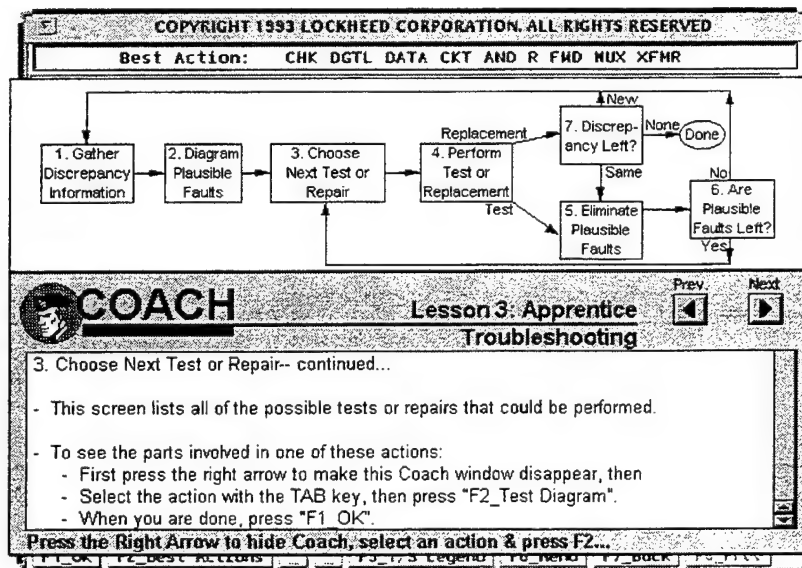 COPYRIGHT 1993 LOCKHEED CORPORATION. ALL RIGHTS RESERVED
Best Action: CHK DGTL DATA CKT AND R FWD MUX XFMR
1. Gather
Discrepancy
Information
2. Diagram
Plausible
Faults
3. Choose
Next Test or
Repair
4. Perform
Test or
Replacement
Replacement
Test
7. Discrep-
ancy Left?
New
None
Done
Same
5. Eliminate
Plausible
Faults
No
6. Are
Plausible
Faults Left?
Yes
COACH
Lesson 3: Apprentice
Troubleshooting
Prev.
Next
3. Choose Next Test or Repair-- continued...
- This screen lists all of the possible tests or repairs that could be performed.
- To see the parts involved in one of these actions:
- First press the right arrow to make this Coach window disappear, then
- Select the action with the TAB key, then press "F2_Test Diagram".
- When you are done, press "F1_OK".
Press the Right Arrow to hide Coach, select an action & press F2...
F1_OK F2_Best Actions F5_T/S Legend F6_Menu F7_Back